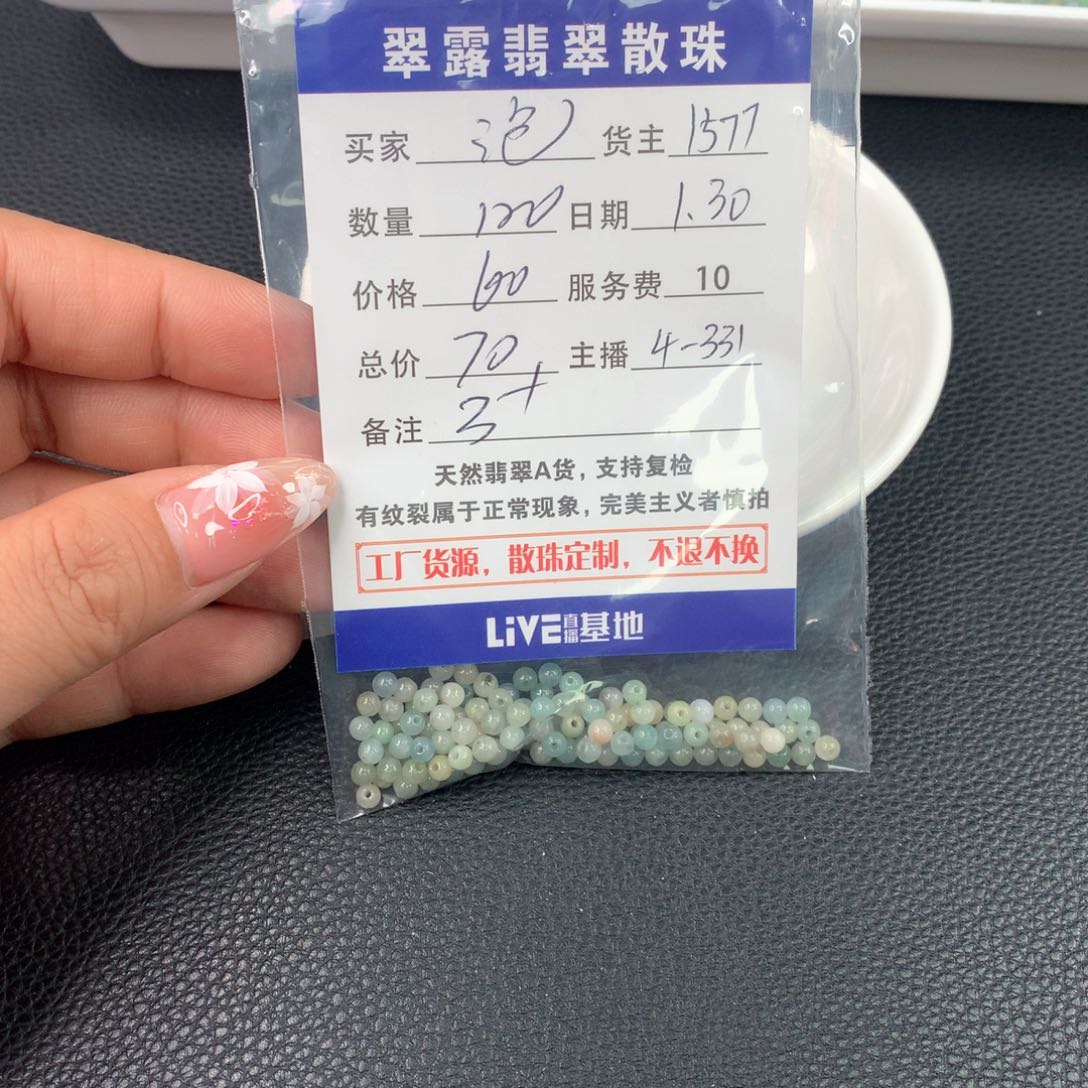 翠露翡翠散珠
买家 泡 货主 1577
数量 120 日期 1.30
价格 60 服务费 10
总价 70 主播 4-331
备注 3+
天然翡翠A货，支持复检
有纹裂属于正常现象，完美主义者慎拍
工厂货源，散珠定制，不退不换
LiVE直播基地